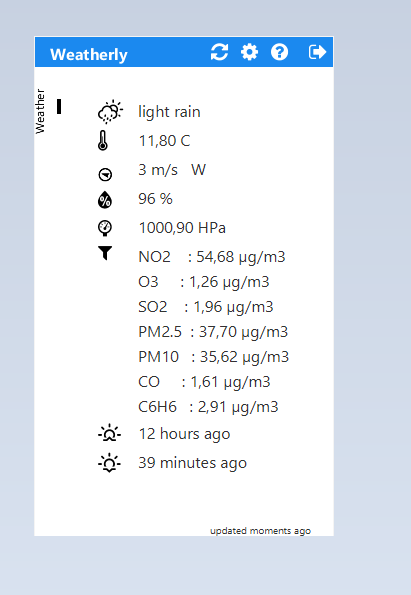 Weatherly
Weather
light rain
11,80 C
3 m/s W
96 %
1000,90 HPa
NO2 : 54,68 µg/m3
O3 : 1,26 µg/m3
SO2 : 1,96 µg/m3
PM2.5 : 37,70 µg/m3
PM10 : 35,62 µg/m3
CO : 1,61 µg/m3
C6H6 : 2,91 µg/m3
12 hours ago
39 minutes ago
updated moments ago